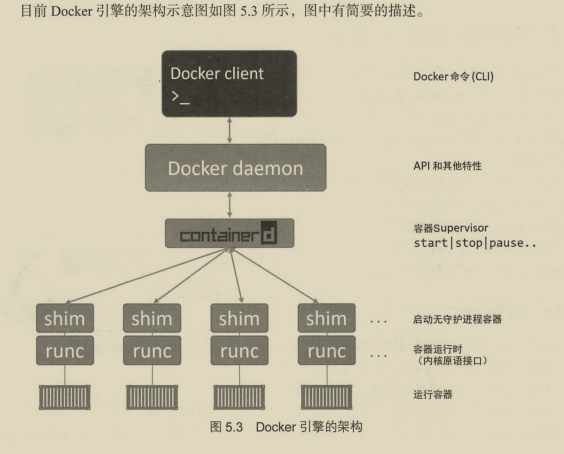 目前 Docker 引擎的架构示意图如图 5.3 所示，图中有简要的描述。
Docker client
>_
Docker 命令 (CLI)
Docker daemon
API 和其他特性
containerd
容器Supervisor
start|stop|pause..
shim shim shim shim ... 启动无守护进程容器
runc runc runc runc ... 容器运行时
（内核原语接口）
运行容器
图 5.3 Docker 引擎的架构